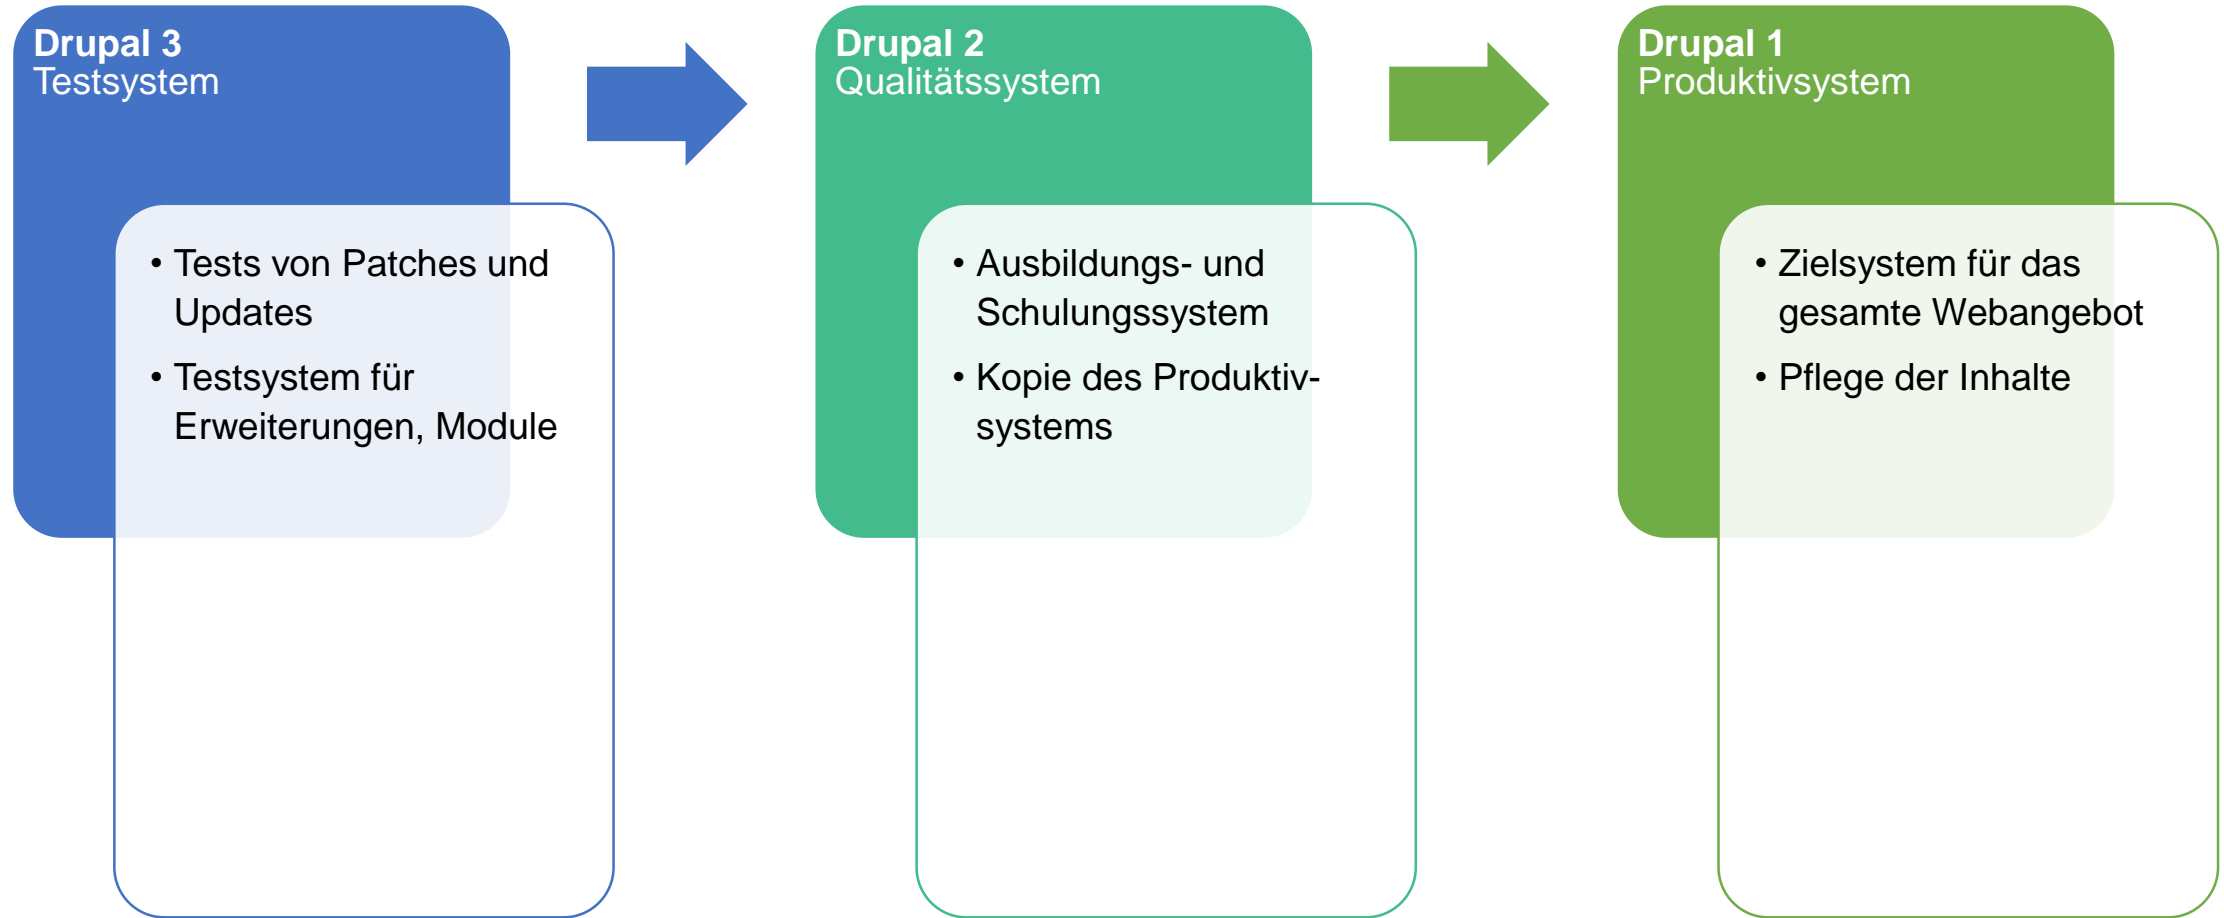 Drupal 3
Testsystem
• Tests von Patches und
Updates
• Testsystem für
Erweiterungen, Module
Drupal 2
Qualitätssystem
• Ausbildungs- und
Schulungssystem
• Kopie des Produktiv-
systems
Drupal 1
Produktivsystem
• Zielsystem für das
gesamte Webangebot
• Pflege der Inhalte